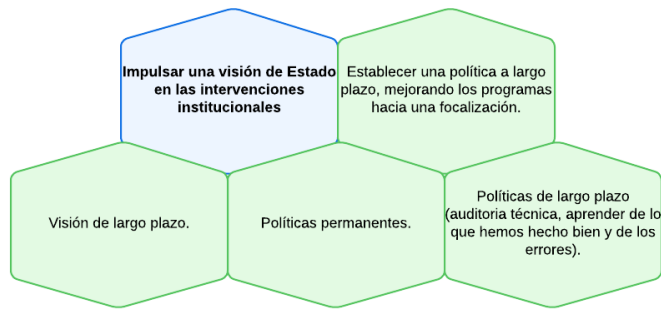 Impulsar una visión de Estado
en las intervenciones
institucionales
Establecer una política a largo
plazo, mejorando los programas
hacia una focalización.
Visión de largo plazo.
Políticas permanentes.
Políticas de largo plazo
(auditoria técnica, aprender de lo
que hemos hecho bien y de los
errores).